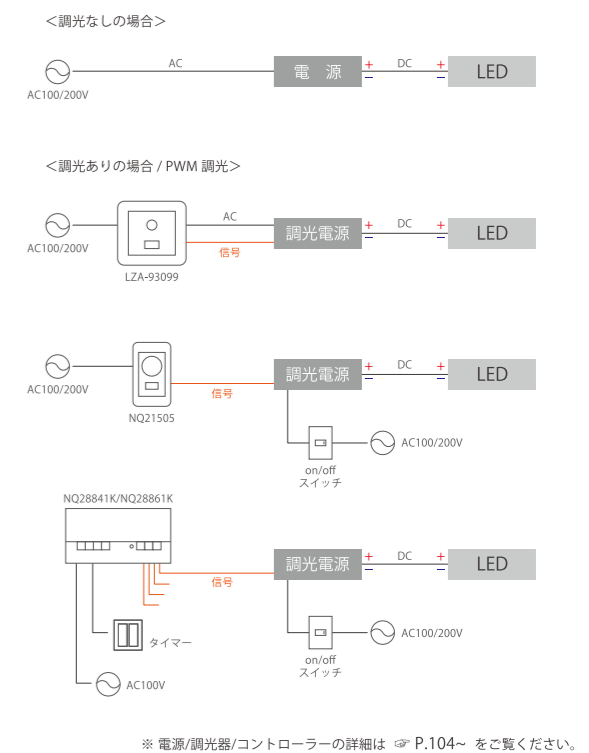 ＜調光なしの場合＞
AC
電 源
+
−
DC
+
−
LED
AC100/200V
＜調光ありの場合 / PWM 調光＞
AC
信号
調光電源
+
−
DC
+
−
LED
AC100/200V
LZA-93099
調光電源
+
−
DC
+
−
LED
AC100/200V
信号
NQ21505
AC100/200V
on/off
スイッチ
NQ28841K/NQ28861K
信号
調光電源
+
−
DC
+
−
LED
タイマー
AC100V
AC100/200V
on/off
スイッチ
※ 電源/調光器/コントローラーの詳細は ☞ P.104~ をご覧ください。